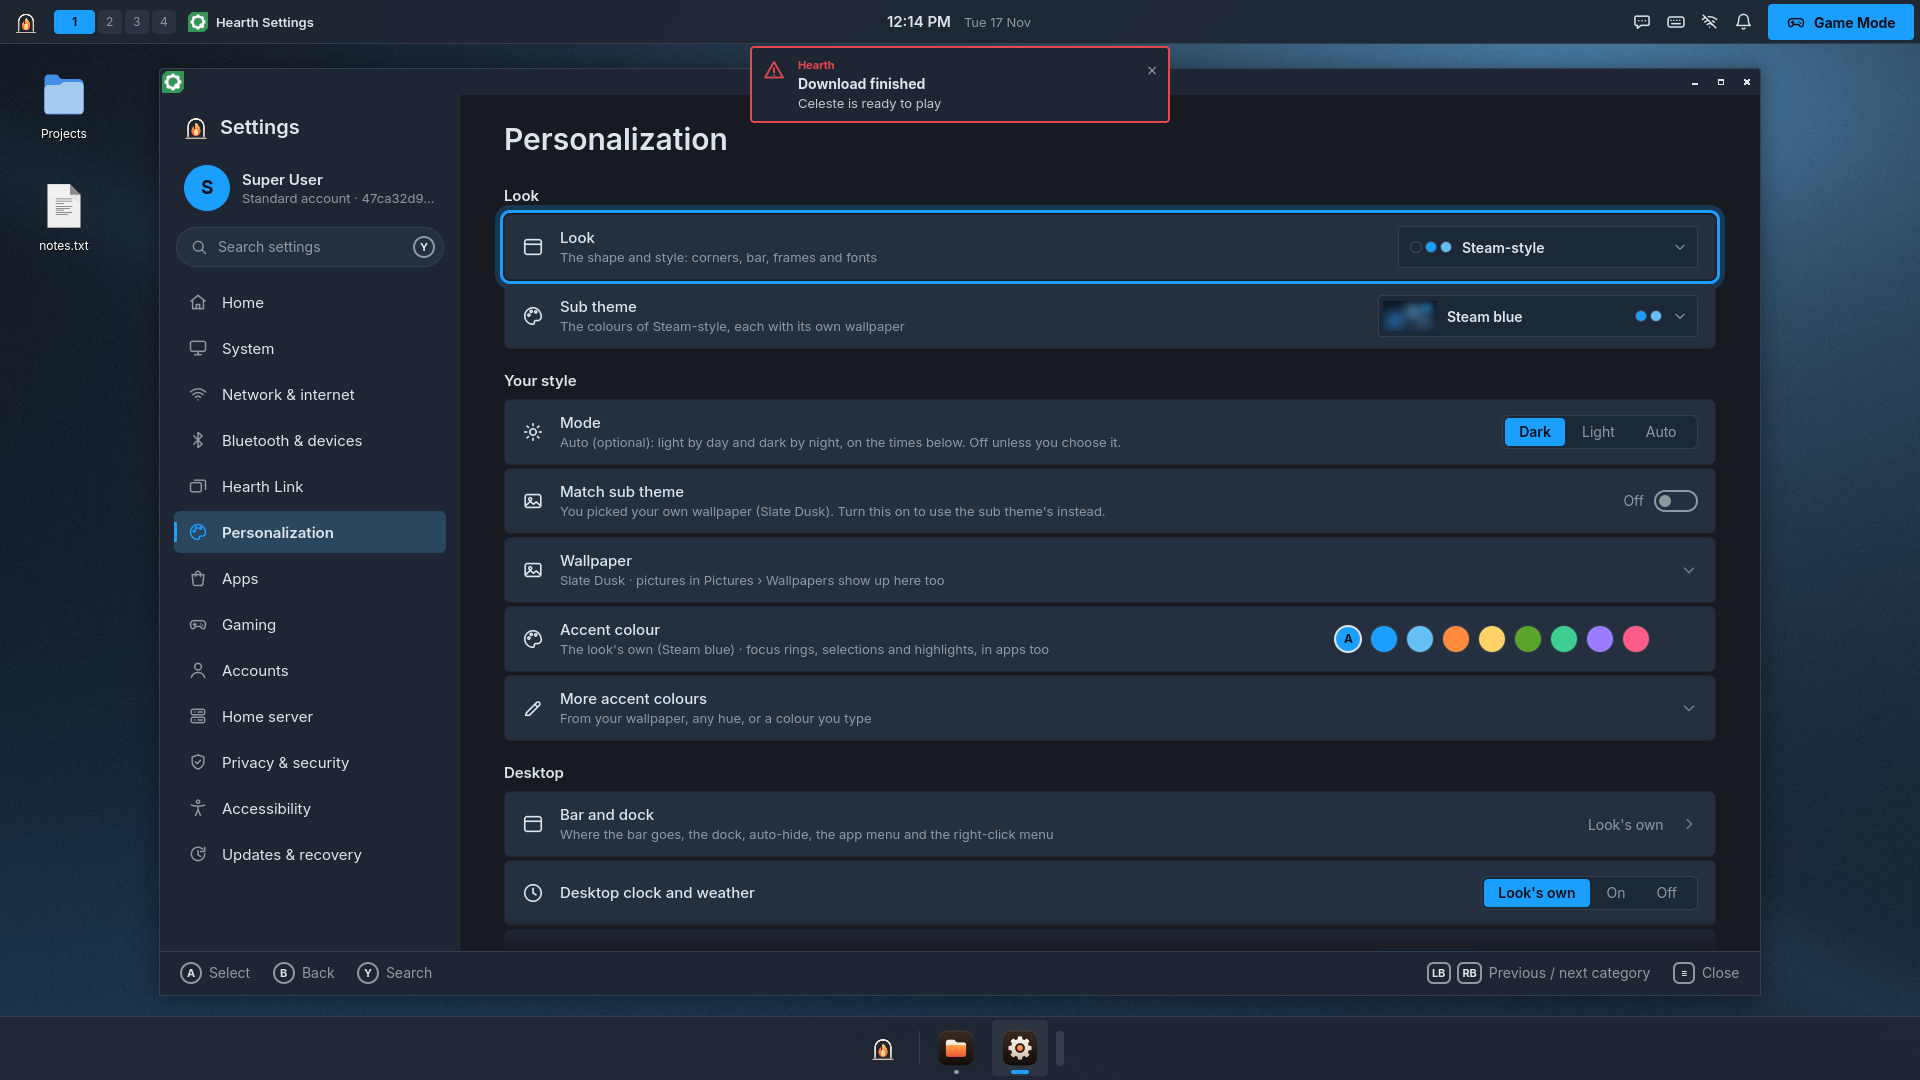 1 2 3 4 Hearth Settings
12:14 PM Tue 17 Nov
Game Mode
Projects
notes.txt
Hearth
Download finished
Celeste is ready to play
Settings
S
Super User
Standard account · 47ca32d9...
Search settings Y
Home
System
Network & internet
Bluetooth & devices
Hearth Link
Personalization
Apps
Gaming
Accounts
Home server
Privacy & security
Accessibility
Updates & recovery
Personalization
Look
Look
The shape and style: corners, bar, frames and fonts
Steam-style
Sub theme
The colours of Steam-style, each with its own wallpaper
Steam blue
Your style
Mode
Auto (optional): light by day and dark by night, on the times below. Off unless you choose it.
Dark Light Auto
Match sub theme
You picked your own wallpaper (Slate Dusk). Turn this on to use the sub theme's instead.
Off
Wallpaper
Slate Dusk · pictures in Pictures › Wallpapers show up here too
Accent colour
The look's own (Steam blue) · focus rings, selections and highlights, in apps too
A
More accent colours
From your wallpaper, any hue, or a colour you type
Desktop
Bar and dock
Where the bar goes, the dock, auto-hide, the app menu and the right-click menu
Look's own
Desktop clock and weather
Look's own On Off
A Select B Back Y Search
LB RB Previous / next category Close